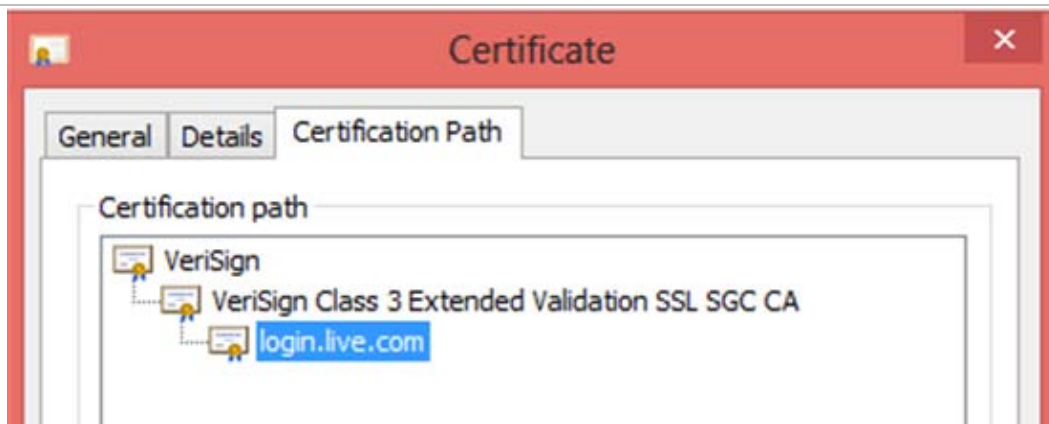 Certificate
General Details Certification Path
Certification path
VeriSign
VeriSign Class 3 Extended Validation SSL SGC CA
login.live.com